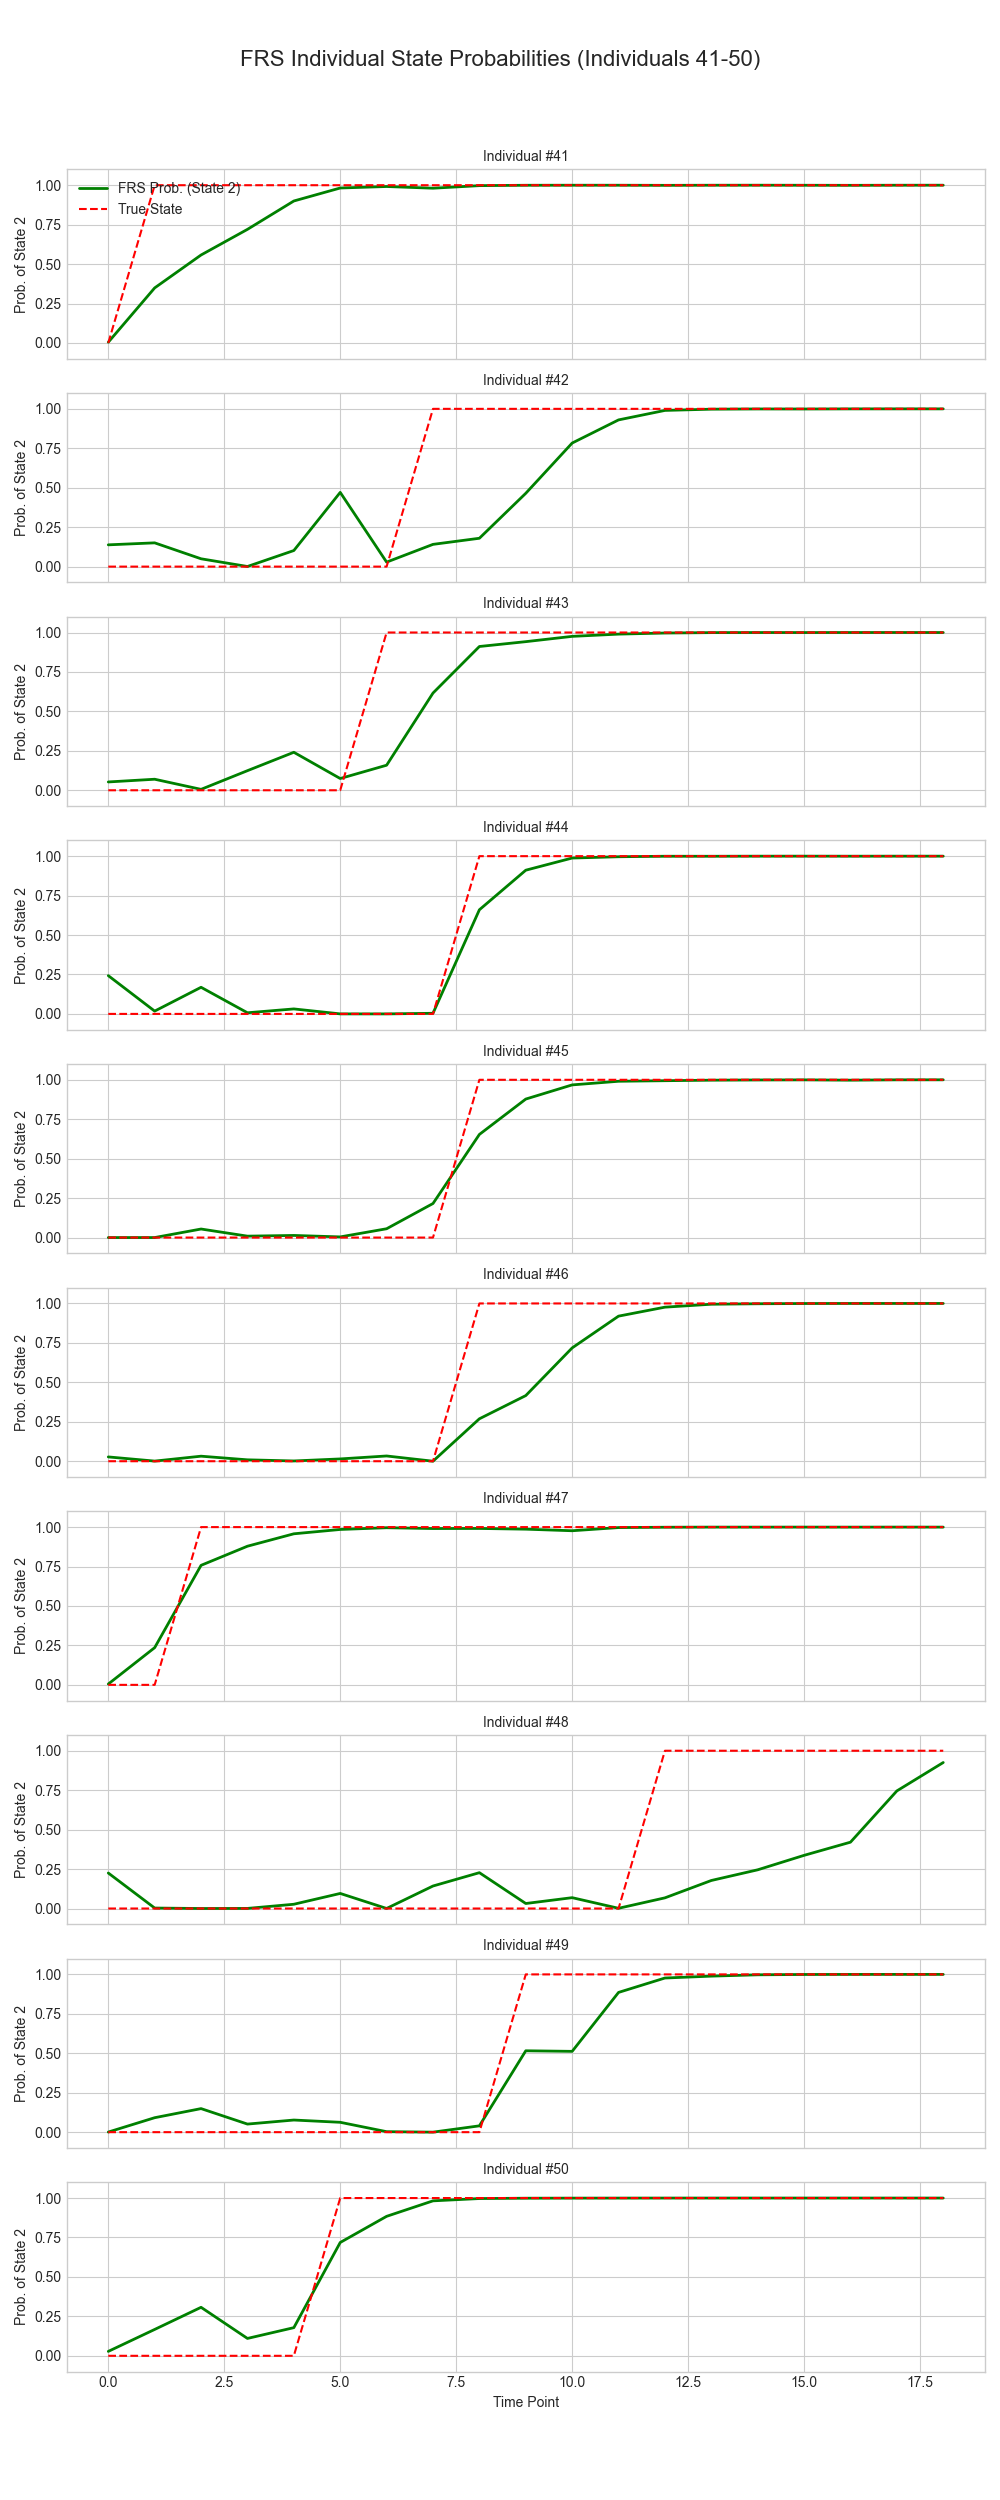 FRS Individual State Probabilities (Individuals 41-50)
Individual #41
FRS Prob. (State 2)
True State
Prob. of State 2
1.00
0.75
0.50
0.25
0.00
Individual #42
Prob. of State 2
1.00
0.75
0.50
0.25
0.00
Individual #43
Prob. of State 2
1.00
0.75
0.50
0.25
0.00
Individual #44
Prob. of State 2
1.00
0.75
0.50
0.25
0.00
Individual #45
Prob. of State 2
1.00
0.75
0.50
0.25
0.00
Individual #46
Prob. of State 2
1.00
0.75
0.50
0.25
0.00
Individual #47
Prob. of State 2
1.00
0.75
0.50
0.25
0.00
Individual #48
Prob. of State 2
1.00
0.75
0.50
0.25
0.00
Individual #49
Prob. of State 2
1.00
0.75
0.50
0.25
0.00
Individual #50
Prob. of State 2
1.00
0.75
0.50
0.25
0.00
0.0 2.5 5.0 7.5 10.0 12.5 15.0 17.5
Time Point